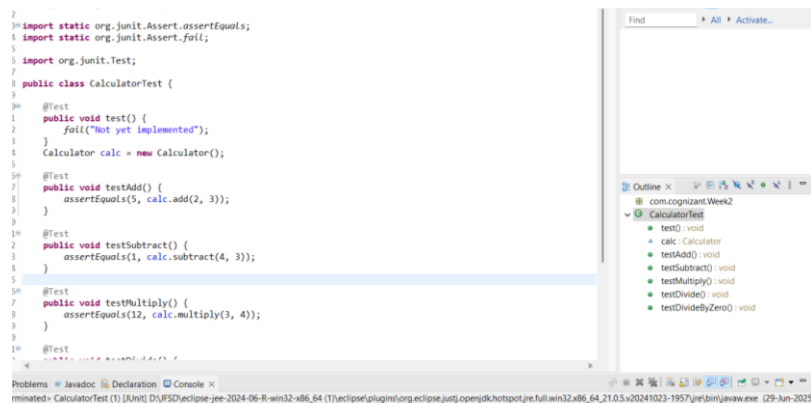 import static org.junit.Assert.assertEquals;
import static org.junit.Assert.fail;
import org.junit.Test;
public class CalculatorTest {
@Test
public void test() {
fail("Not yet implemented");
}
Calculator calc = new Calculator();
@Test
public void testAdd() {
assertEquals(5, calc.add(2, 3));
}
@Test
public void testSubtract() {
assertEquals(1, calc.subtract(4, 3));
}
@Test
public void testMultiply() {
assertEquals(12, calc.multiply(3, 4));
}
@Test
Find All Activate...
Outline
com.cognizant.Week2
CalculatorTest
test() : void
calc : Calculator
testAdd() : void
testSubtract() : void
testMultiply() : void
testDivide() : void
testDivideByZero() : void
Problems Javadoc Declaration Console
rminated> CalculatorTest (1) [JUnit] D:\JFSD\eclipse-jee-2024-06-R-win32-x86_64 (1)\eclipse\plugins\org.eclipse.justj.openjdk.hotspot.jre.full.win32.x86_64_21.0.5.v20241023-1957\jre\bin\javaw.exe (29-Jun-2025